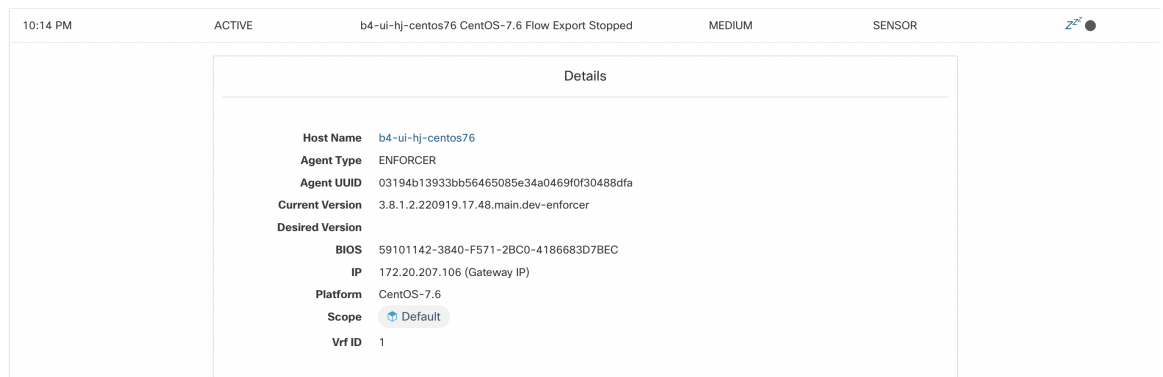 10:14 PM ACTIVE b4-ui-hj-centos76 CentOS-7.6 Flow Export Stopped MEDIUM SENSOR zzz
Details
Host Name b4-ui-hj-centos76
Agent Type ENFORCER
Agent UUID 03194b13933bb56465085e34a0469f0f30488dfa
Current Version 3.8.1.2.220919.17.48.main.dev-enforcer
Desired Version
BIOS 59101142-3840-F571-2BC0-4186683D7BEC
IP 172.20.207.106 (Gateway IP)
Platform CentOS-7.6
Scope Default
Vrf ID 1